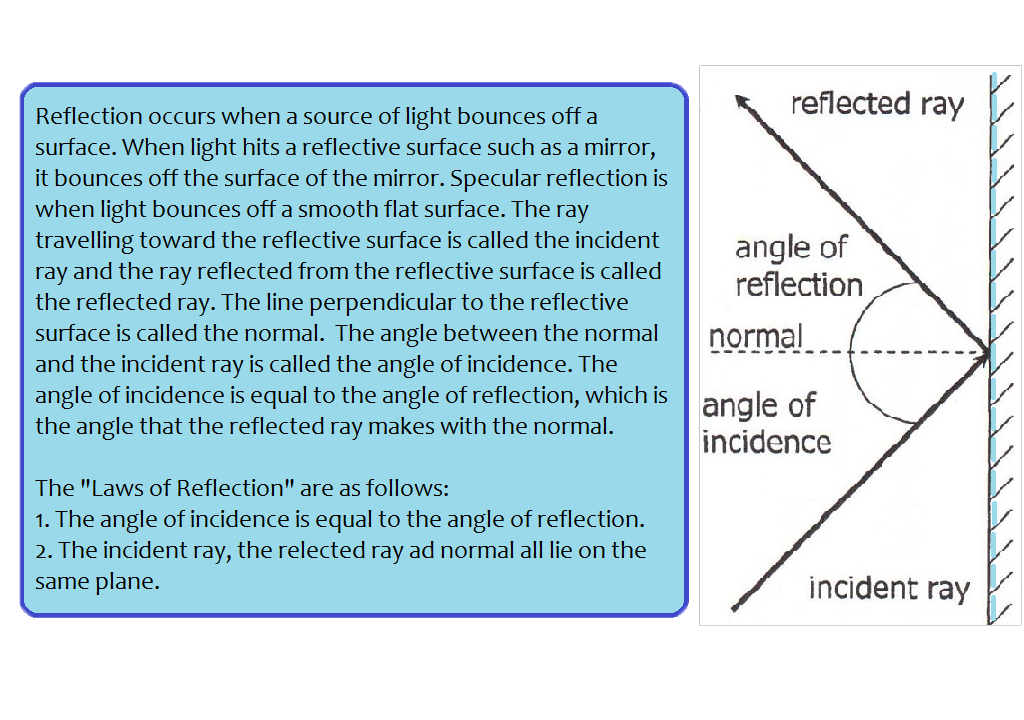 Reflection occurs when a source of light bounces off a
surface. When light hits a reflective surface such as a mirror,
it bounces off the surface of the mirror. Specular reflection is
when light bounces off a smooth flat surface. The ray
travelling toward the reflective surface is called the incident
ray and the ray reflected from the reflective surface is called
the reflected ray. The line perpendicular to the reflective
surface is called the normal.  The angle between the normal
and the incident ray is called the angle of incidence. The
angle of incidence is equal to the angle of reflection, which is
the angle that the reflected ray makes with the normal.
The "Laws of Reflection" are as follows:
1. The angle of incidence is equal to the angle of reflection.
2. The incident ray, the relected ray ad normal all lie on the
same plane.
reflected ray
angle of
reflection
normal
angle of
incidence
incident ray